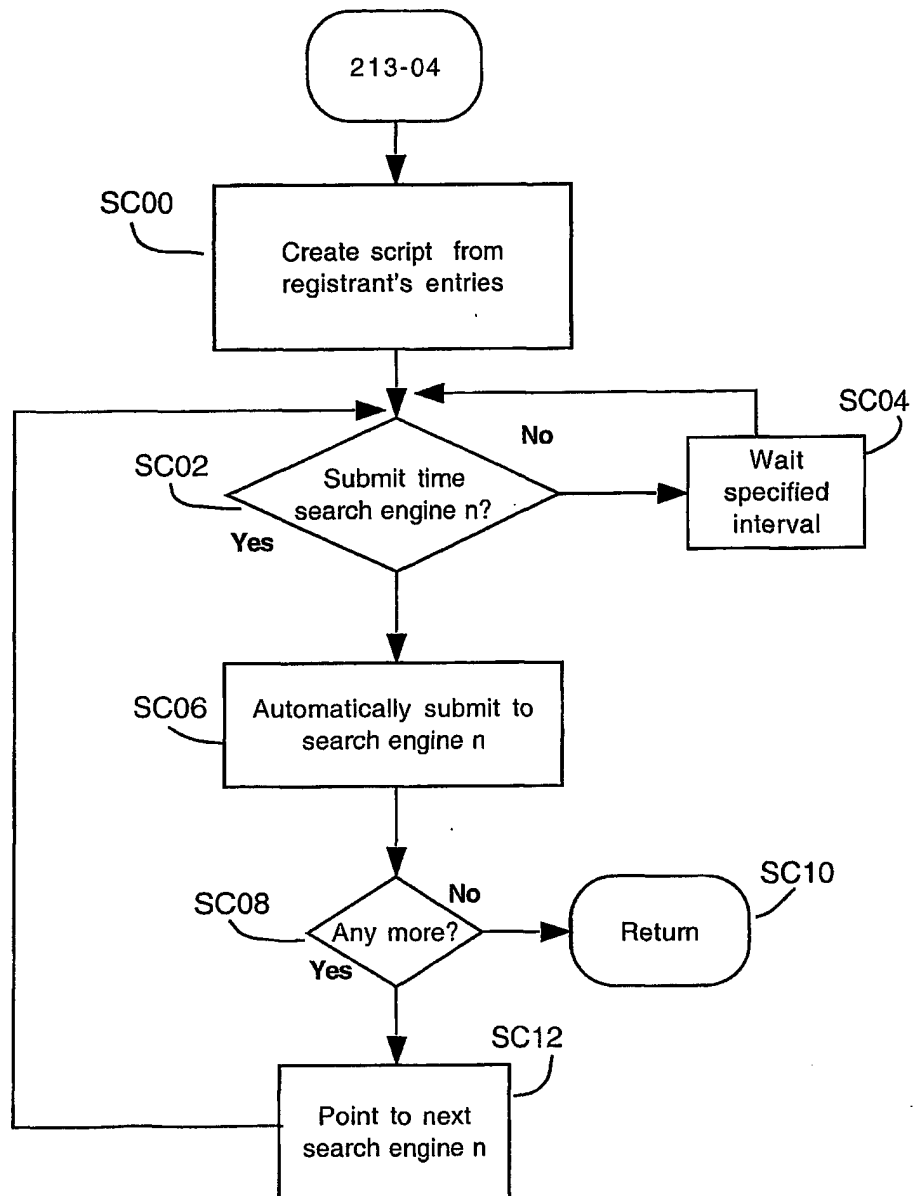 213-04
SC00
Create script from
registrant's entries
SC04
No
SC02
Submit time
search engine n?
Wait
specified
interval
Yes
SC06
Automatically submit to
search engine n
SC10
SC08
No
Any more?
Return
Yes
SC12
Point to next
search engine n